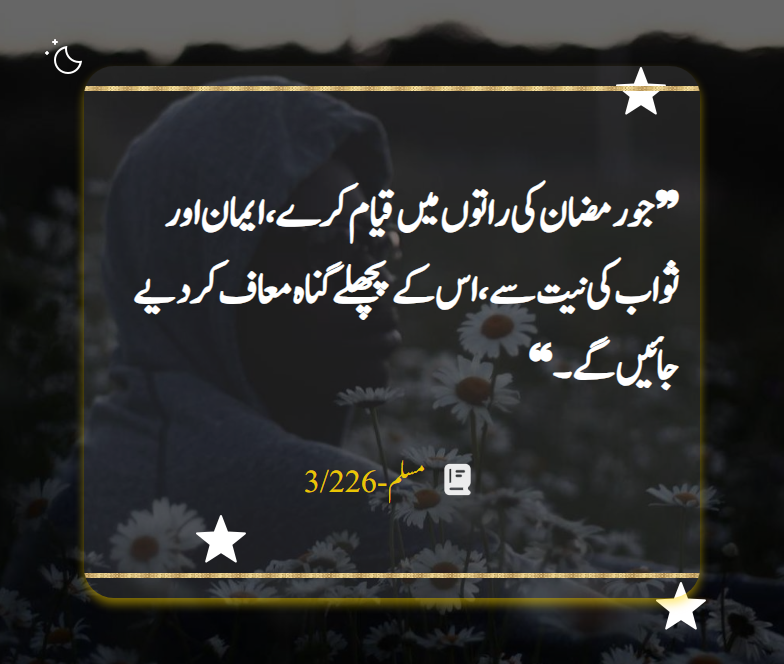 ”جو رمضان کی راتوں میں قیام کرے، ایمان اور
ثواب کی نیت سے، اس کے پچھلے گناہ معاف کر دیے
جائیں گے۔“
مسلم-3/226